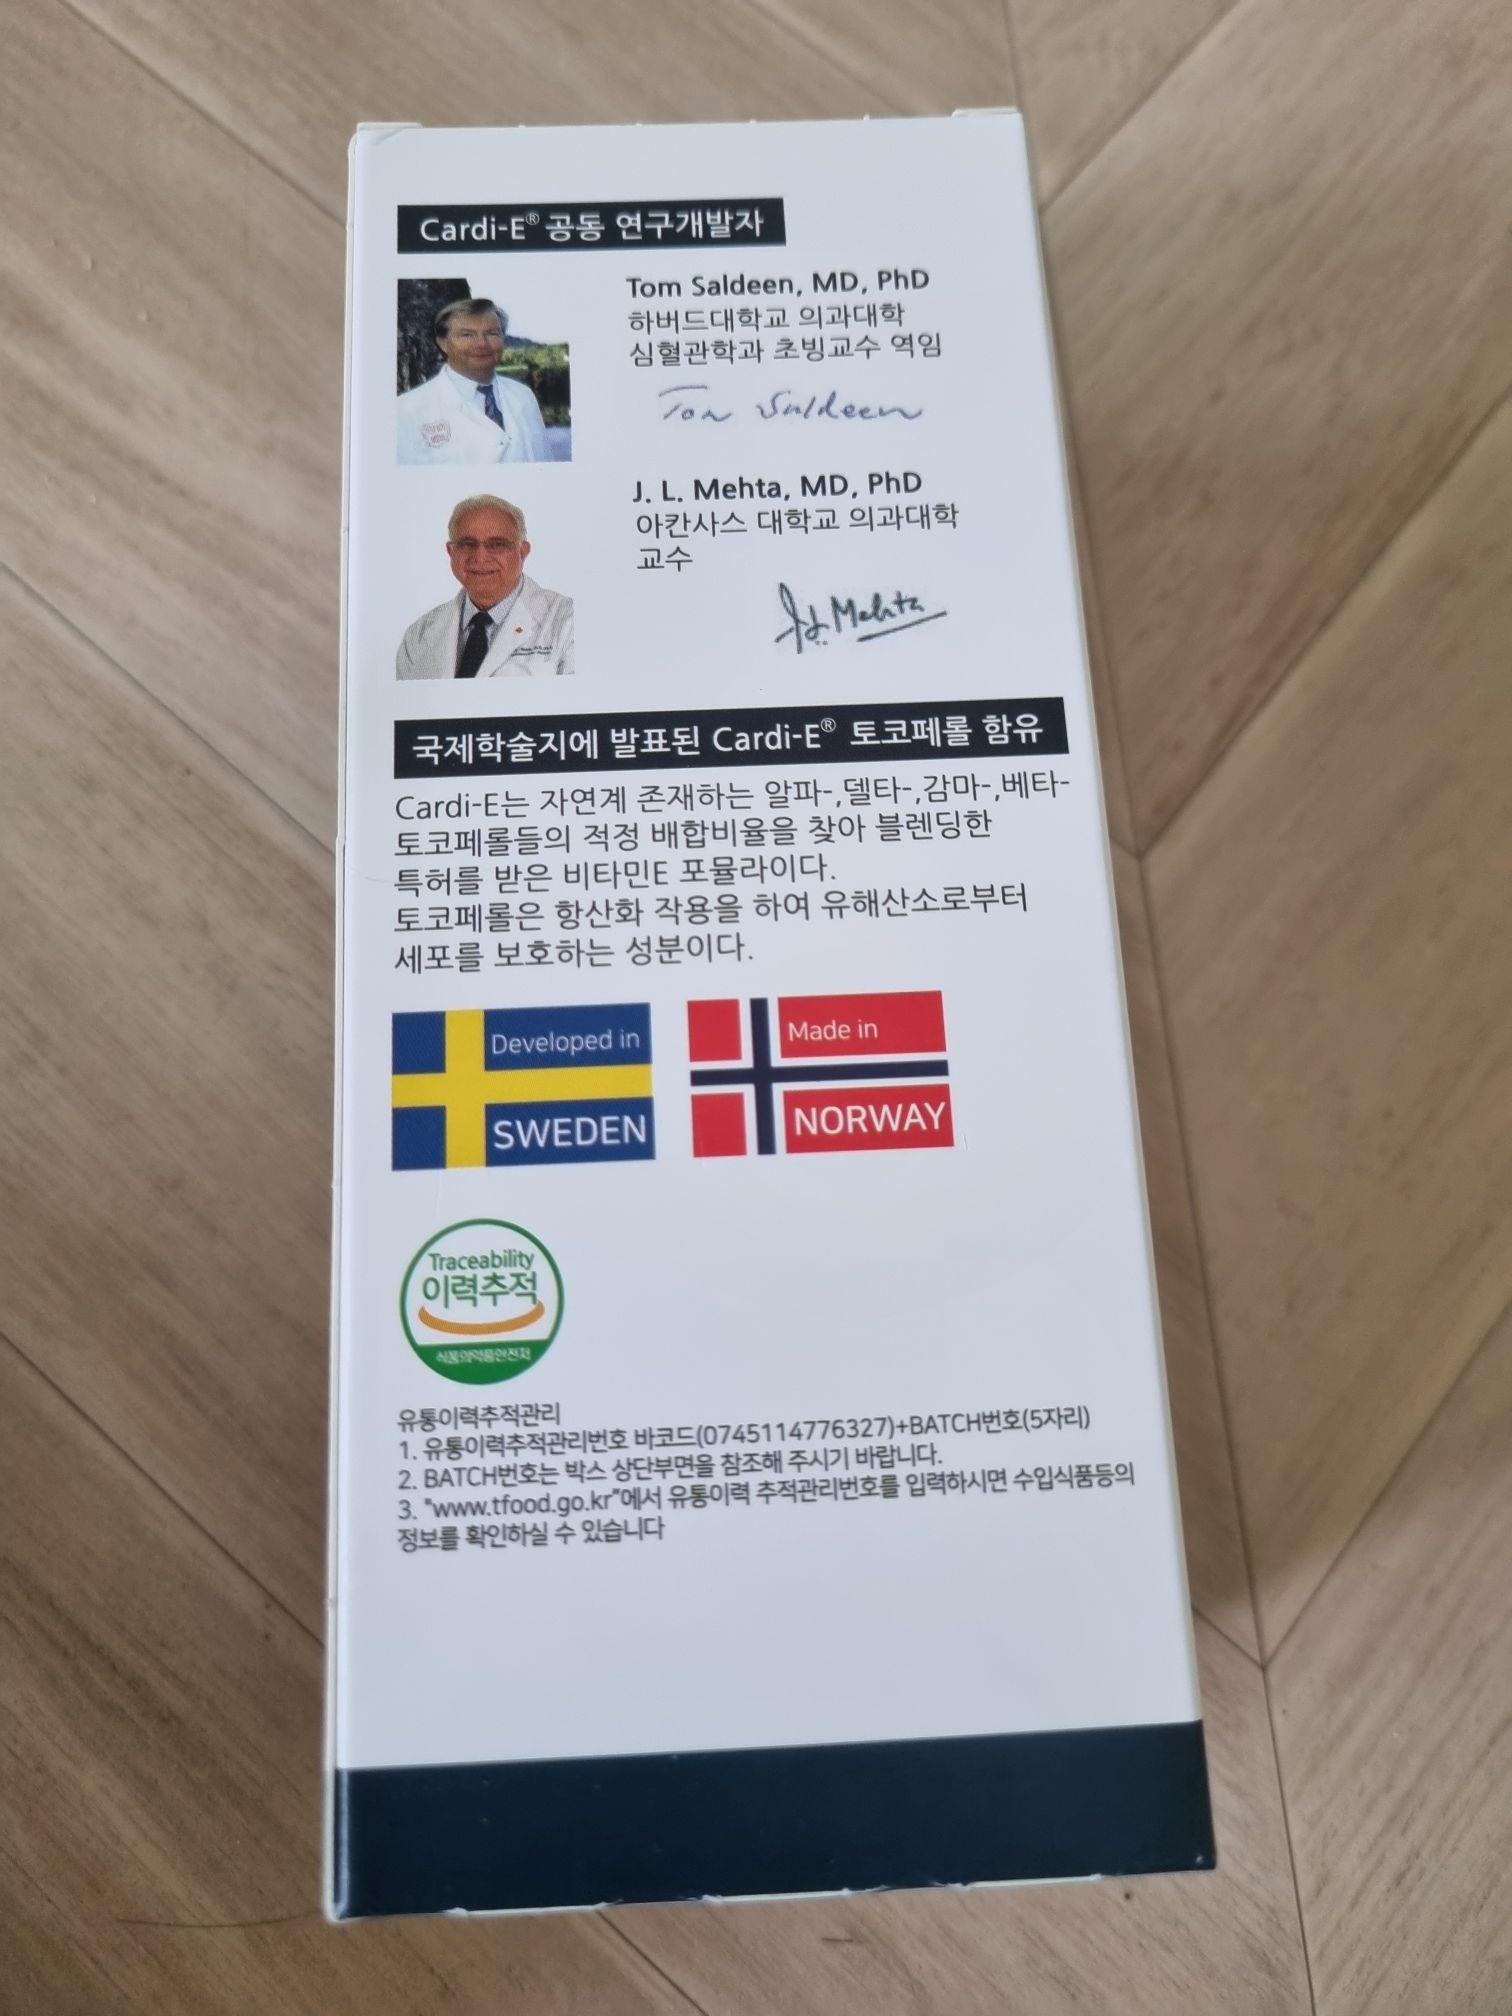 Cardi-E® 공동 연구개발자
Tom Saldeen, MD, PhD
하버드대학교 의과대학
심혈관학과 초빙교수 역임
Tom Saldeen
J. L. Mehta, MD, PhD
아칸사스 대학교 의과대학
교수
J.L. Mehta
국제학술지에 발표된 Cardi-E® 토코페롤 함유
Cardi-E는 자연계 존재하는 알파-,델타-,감마-,베타-
토코페롤들의 적정 배합비율을 찾아 블렌딩한
특허를 받은 비타민E 포뮬라이다.
토코페롤은 항산화 작용을 하여 유해산소로부터
세포를 보호하는 성분이다.
Developed in
SWEDEN
Made in
NORWAY
Traceability
이력추적
식품의약품안전처
유통이력추적관리
1. 유통이력추적관리번호 바코드(0745114776327)+BATCH번호(5자리)
2. BATCH번호는 박스 상단부면을 참조해 주시기 바랍니다.
3. "www.tfood.go.kr"에서 유통이력 추적관리번호를 입력하시면 수입식품등의
정보를 확인하실 수 있습니다